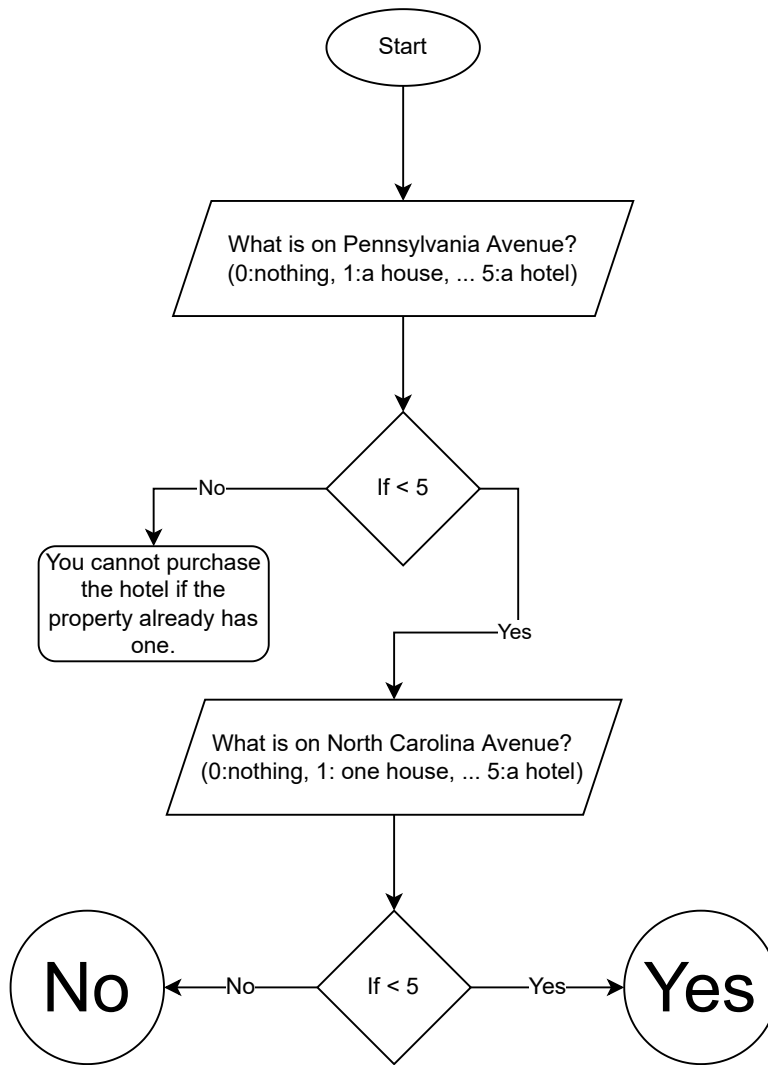 Start
What is on Pennsylvania Avenue?
(0:nothing, 1:a house, ... 5:a hotel)
If < 5
No
You cannot purchase
the hotel if the
property already has
one.
Yes
What is on North Carolina Avenue?
(0:nothing, 1: one house, ... 5:a hotel)
No
No
If < 5
Yes
Yes